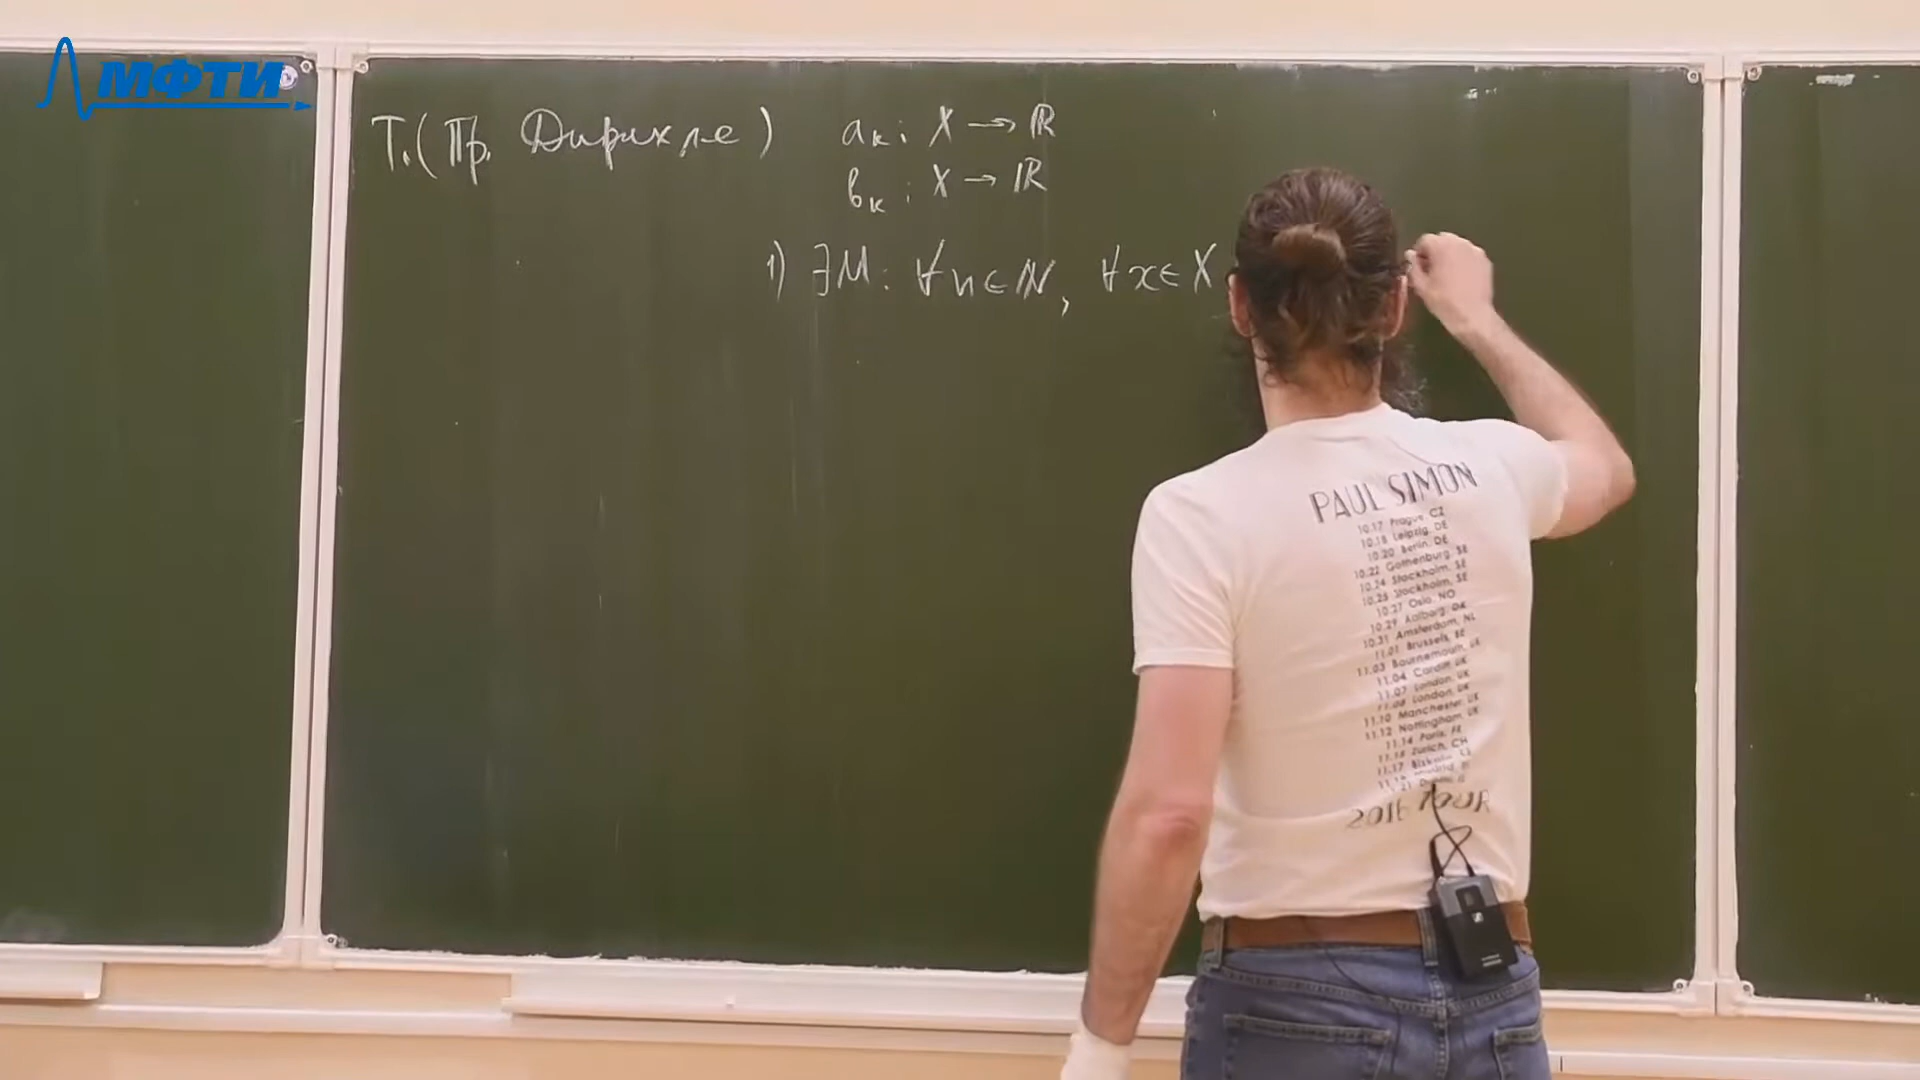 МФТИ
Т.(Пр. Дирихле) aₖ: X → ℝ
bₖ: X → ℝ
1) ∃M: ∀n∈ℕ, ∀x∈X
PAUL SIMON
10.17 Prague, CZ
10.18 Leipzig, DE
10.20 Berlin, DE
10.22 Gothenburg, SE
10.24 Stockholm, SE
10.25 Stockholm, SE
10.27 Oslo, NO
10.29 Aalborg, DK
10.31 Amsterdam, NL
11.01 Brussels, BE
11.03 Bournemouth, UK
11.04 Cardiff, UK
11.07 London, UK
11.08 London, UK
11.10 Manchester, UK
11.12 Nottingham, UK
11.14 Paris, FR
11.15 Zurich, CH
11.17
2016 TOUR